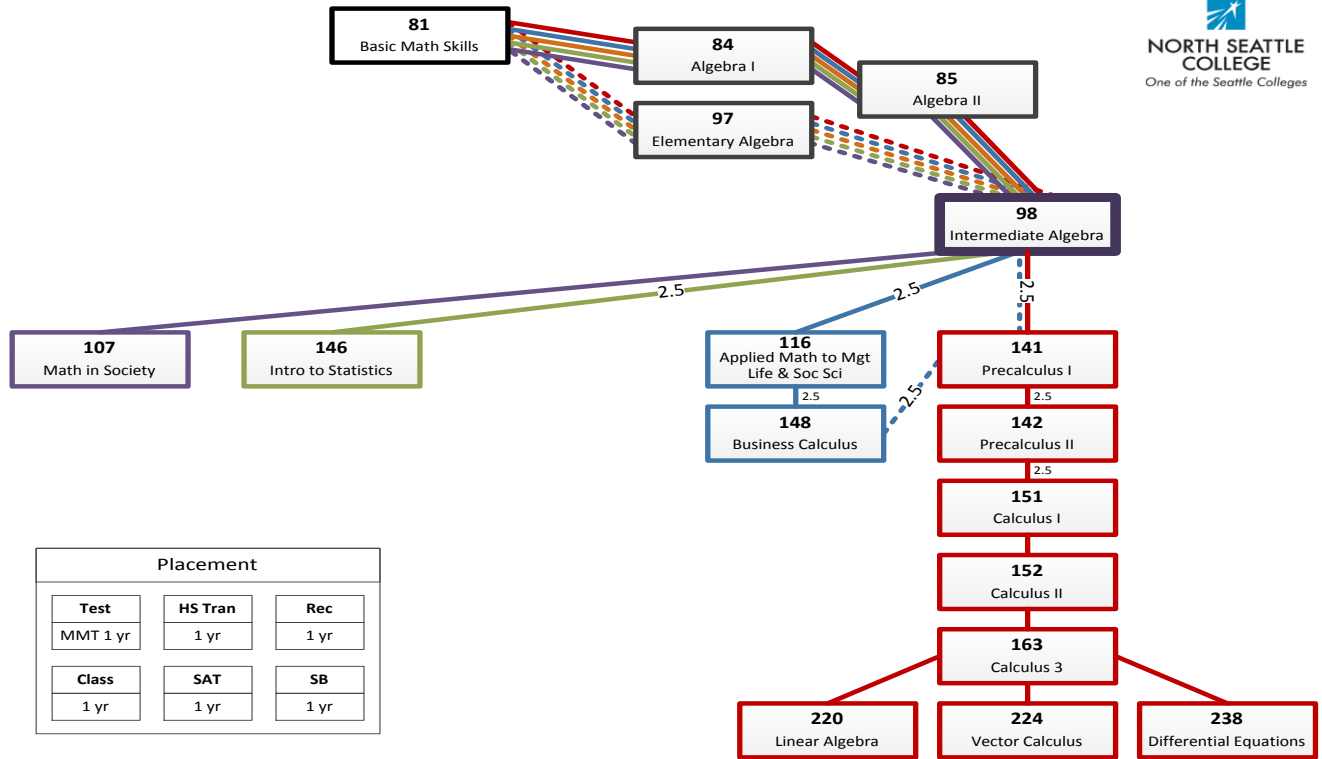 81
Basic Math Skills
84
Algebra I
85
Algebra II
97
Elementary Algebra
NORTH SEATTLE
COLLEGE
One of the Seattle Colleges
98
Intermediate Algebra
2.5
2.5
2.5
107
Math in Society
146
Intro to Statistics
116
Applied Math to Mgt
Life & Soc Sci
2.5
148
Business Calculus
2.5
141
Precalculus I
2.5
142
Precalculus II
2.5
151
Calculus I
152
Calculus II
163
Calculus 3
220
Linear Algebra
224
Vector Calculus
238
Differential Equations
Placement
Test
MMT 1 yr
HS Tran
1 yr
Rec
1 yr
Class
1 yr
SAT
1 yr
SB
1 yr